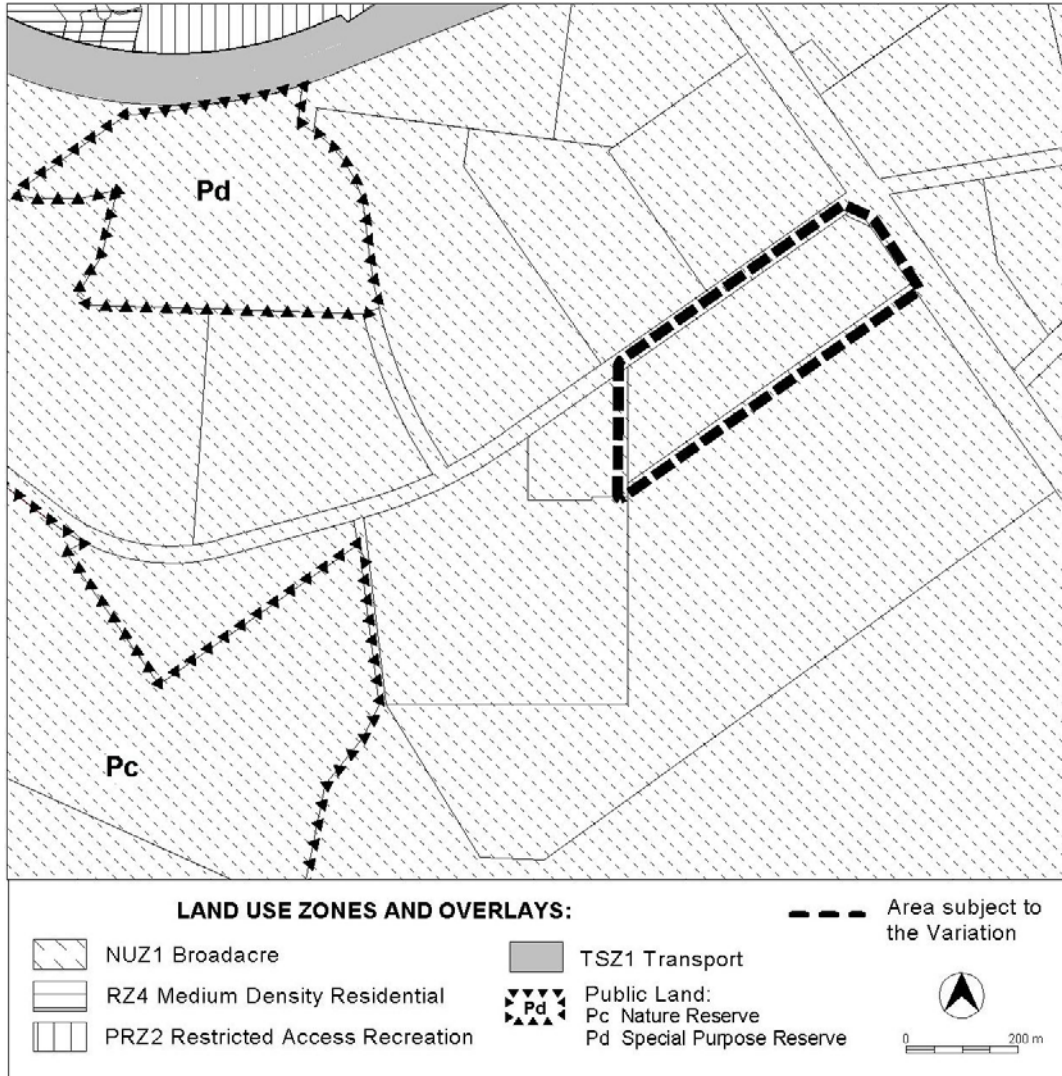 Pd
Pc
LAND USE ZONES AND OVERLAYS:
NUZ1 Broadacre
RZ4 Medium Density Residential
PRZ2 Restricted Access Recreation
TSZ1 Transport
Pd
Public Land:
Pc Nature Reserve
Pd Special Purpose Reserve
Area subject to
the Variation
0 200 m